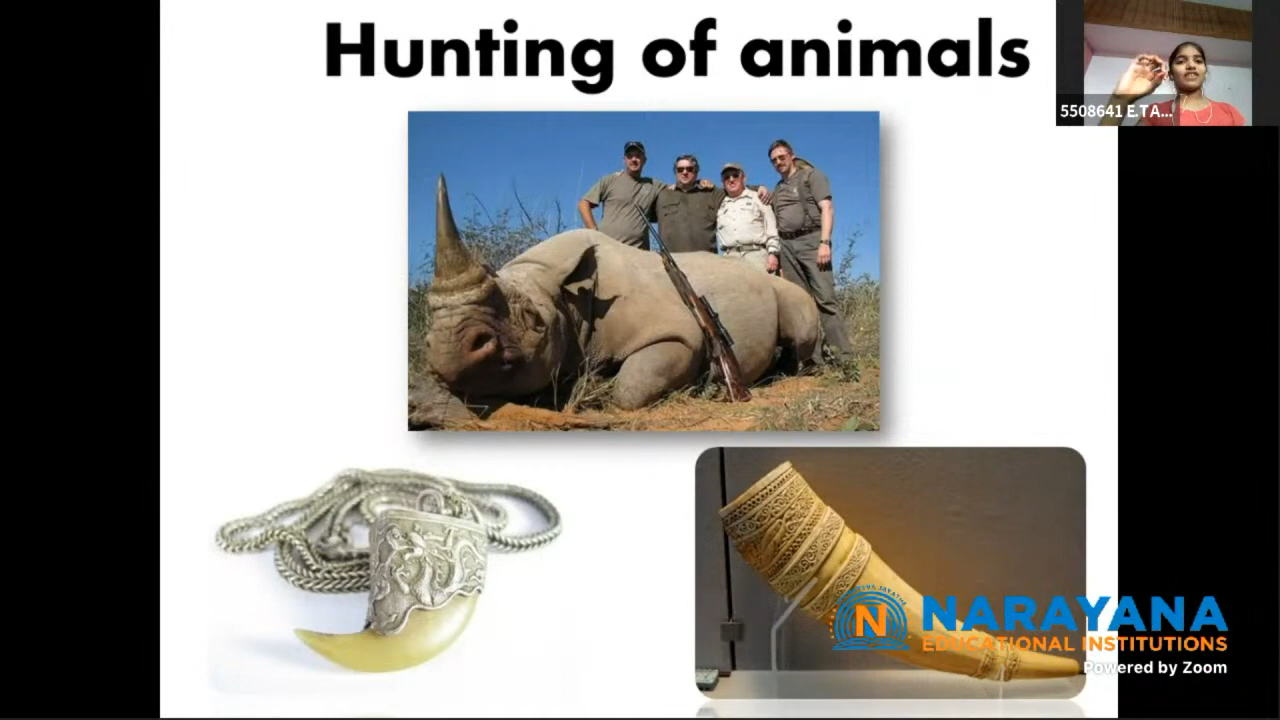 Hunting of animals
5508641 E.TA...
N
NARAYANA
EDUCATIONAL INSTITUTIONS
Powered by Zoom